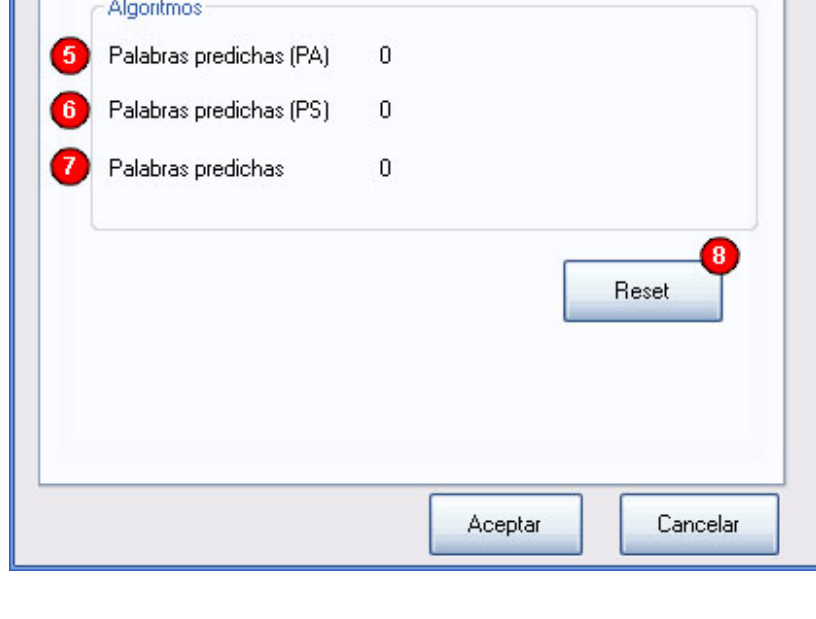 Algoritmos
5 Palabras predichas (PA) 0
6 Palabras predichas (PS) 0
7 Palabras predichas 0
8
Reset
Aceptar Cancelar